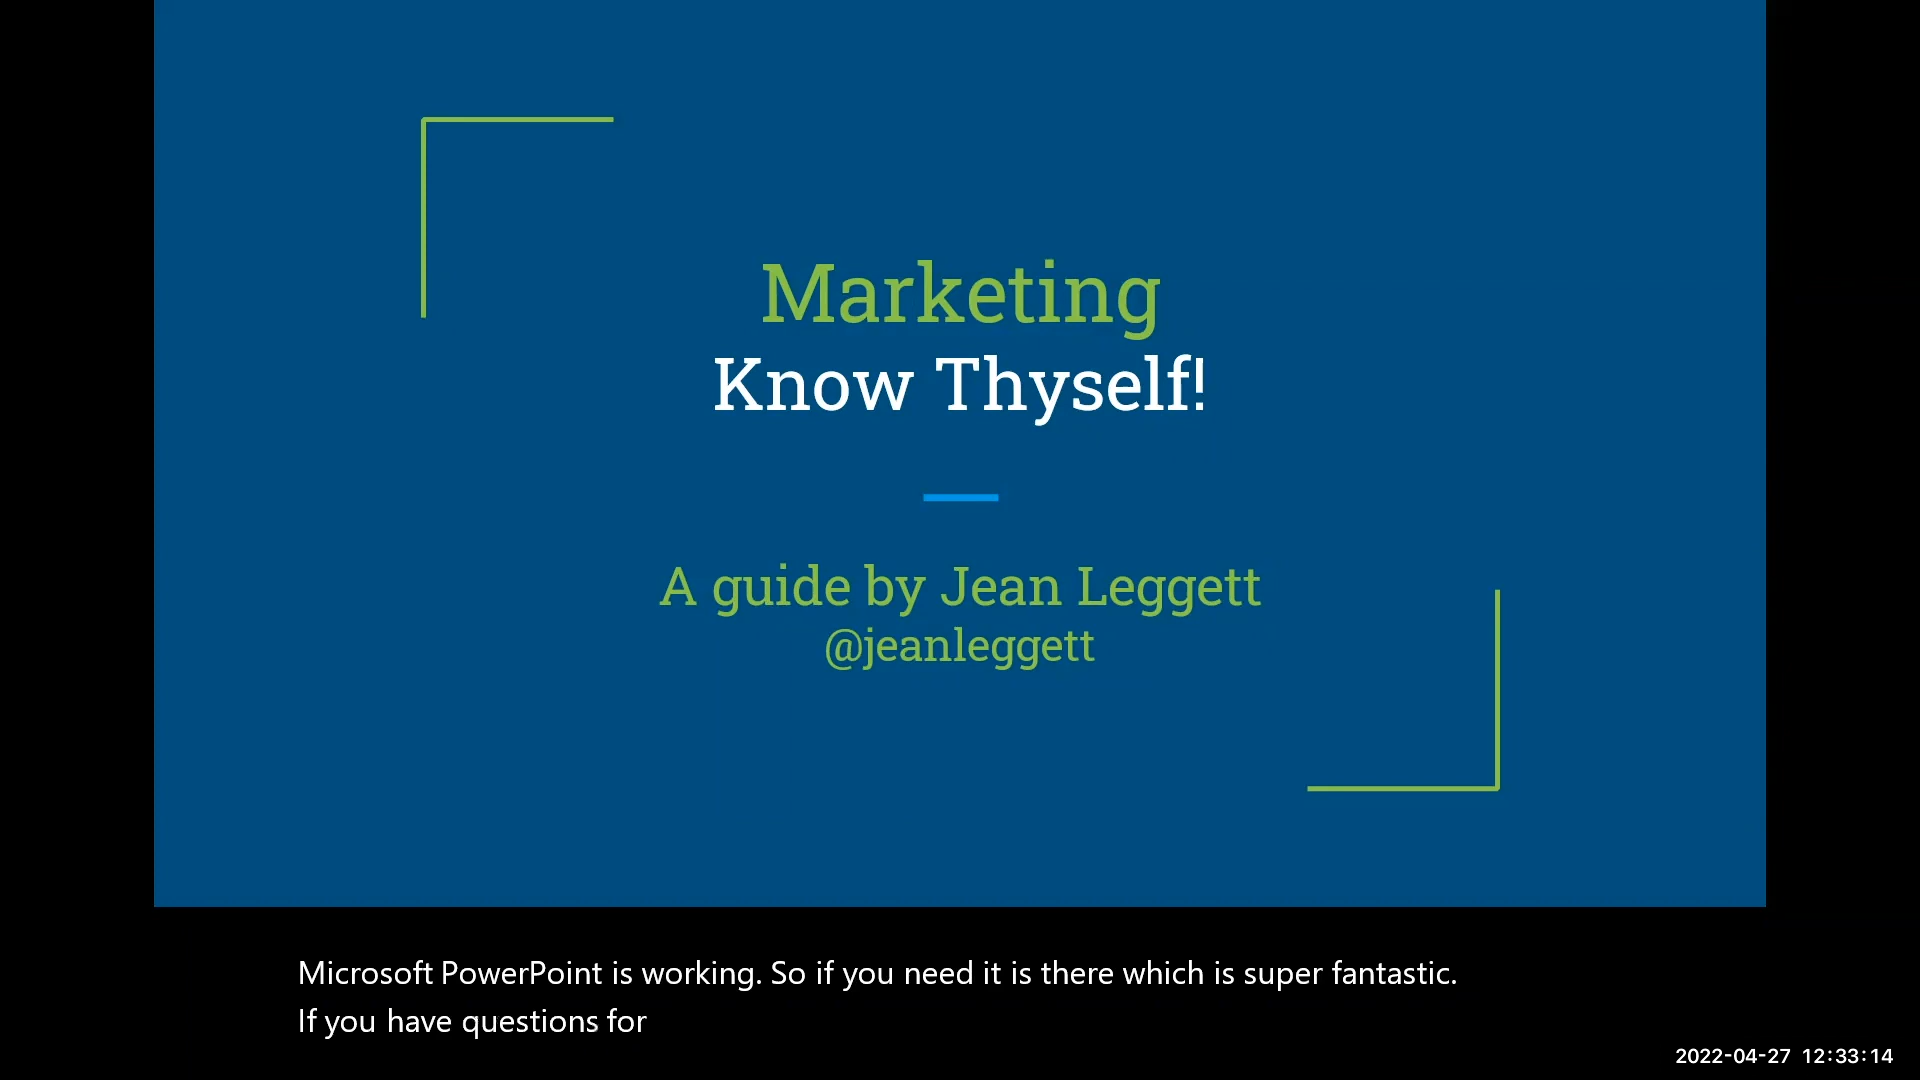 Marketing
Know Thyself!
A guide by Jean Leggett
@jeanleggett
Microsoft PowerPoint is working. So if you need it is there which is super fantastic.
If you have questions for
2022-04-27 12:33:14